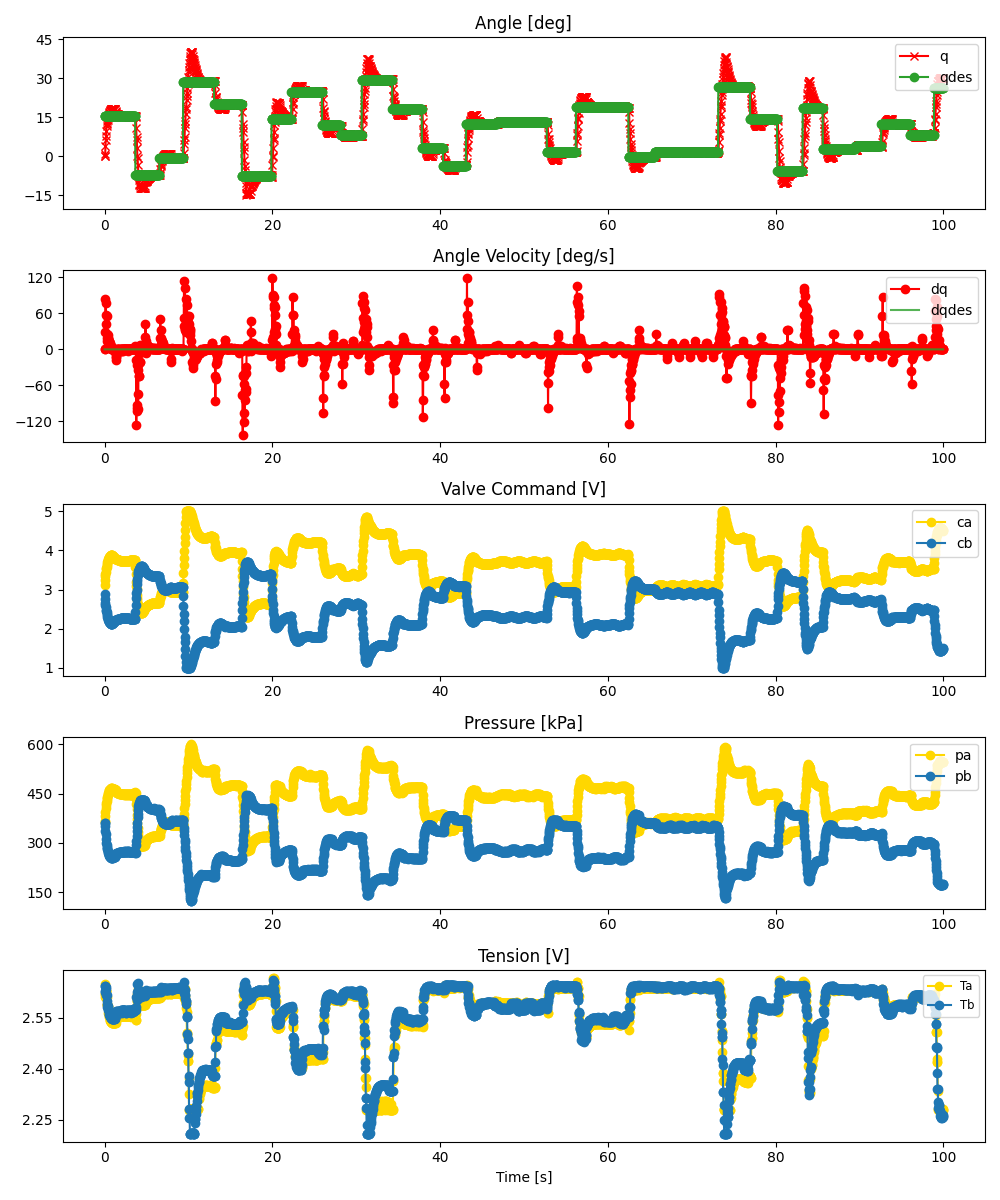 Angle [deg]
45
30
15
0
−15
q
qdes
0 20 40 60 80 100
Angle Velocity [deg/s]
120
60
0
−60
−120
dq
dqdes
0 20 40 60 80 100
Valve Command [V]
5
4
3
2
1
ca
cb
0 20 40 60 80 100
Pressure [kPa]
600
450
300
150
pa
pb
0 20 40 60 80 100
Tension [V]
2.55
2.40
2.25
Ta
Tb
0 20 40 60 80 100
Time [s]